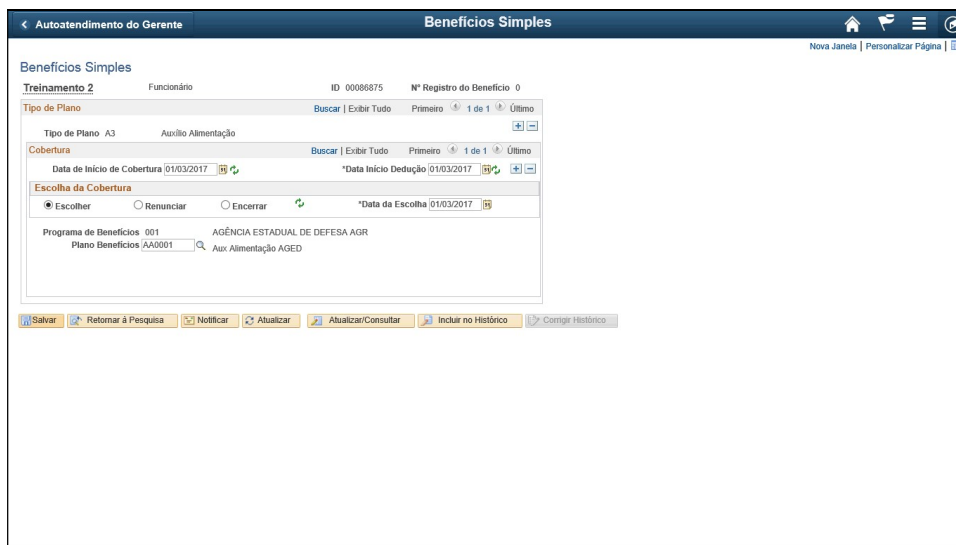 Autoatendimento do Gerente Benefícios Simples
Nova Janela | Personalizar Página |
Benefícios Simples
Treinamento 2 Funcionário ID 00086875 Nº Registro do Benefício 0
Tipo de Plano Buscar | Exibir Tudo Primeiro 1 de 1 Último
Tipo de Plano A3 Auxílio Alimentação
Cobertura Buscar | Exibir Tudo Primeiro 1 de 1 Último
Data de Início de Cobertura 01/03/2017 *Data Início Dedução 01/03/2017
Escolha da Cobertura
Escolher Renunciar Encerrar *Data da Escolha 01/03/2017
Programa de Benefícios 001 AGÊNCIA ESTADUAL DE DEFESA AGR
Plano Benefícios AA0001 Aux Alimentação AGED
Salvar Retornar à Pesquisa Notificar Atualizar Atualizar/Consultar Incluir no Histórico Corrigir Histórico